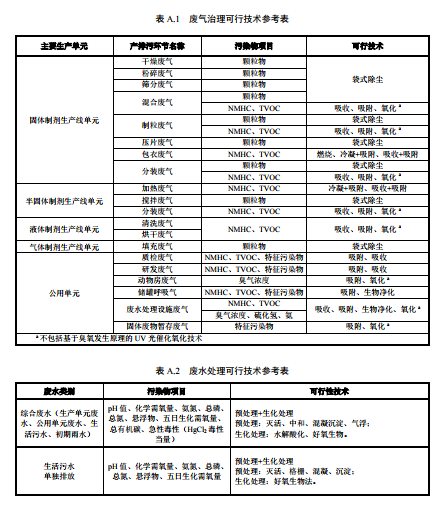 表 A.1 废气治理可行技术参考表
主要生产单元 产排污环节名称 污染物项目 可行技术
固体制剂生产线单元 干燥废气 颗粒物 袋式除尘
粉碎废气 颗粒物
筛分废气 颗粒物
混合废气 颗粒物
NMHC、TVOC 吸收、吸附、氧化 a
制粒废气 颗粒物 袋式除尘
NMHC、TVOC 吸收、吸附、氧化 a
压片废气 颗粒物 袋式除尘
包衣废气 NMHC、TVOC 燃烧、冷凝+吸附、吸收+吸附
分装废气 颗粒物 袋式除尘
NMHC、TVOC 吸收、吸附、氧化 a
半固体制剂生产线单元 加热废气 NMHC、TVOC 冷凝+吸附、吸收+吸附
搅拌废气 颗粒物 袋式除尘
分装废气 NMHC、TVOC 吸收、吸附、氧化 a
液体制剂生产线单元 清洗废气 NMHC、TVOC 吸收、吸附、氧化 a
烘干废气
气体制剂生产线单元 填充废气 颗粒物 袋式除尘
公用单元 质检废气 NMHC、TVOC、特征污染物 吸附、吸收
研发废气 NMHC、TVOC、特征污染物 吸附、吸收
动物房废气 臭气浓度 吸附、氧化 a
储罐呼吸气 NMHC、TVOC、特征污染物 吸附、生物净化
废水处理设施废气 NMHC、TVOC 吸收、吸附、生物净化、氧化 a
臭气浓度、硫化氢、氨
固体废物暂存废气 特征污染物 吸附、氧化 a
a 不包括基于臭氧发生原理的 UV 光催化氧化技术
表 A.2 废水处理可行技术参考表
废水类别 污染物项目 可行性技术
综合废水（生产单元废水、公用单元废水、生活污水、初期雨水） pH 值、化学需氧量、氨氮、总磷、总氮、悬浮物、五日生化需氧量、总有机碳、急性毒性（HgCl2 毒性当量） 预处理+生化处理
预处理：灭活、中和、混凝沉淀、气浮；
生化处理：水解酸化、好氧生物。
生活污水
单独排放 pH 值、化学需氧量、氨氮、总磷、总氮、悬浮物、五日生化需氧量 预处理+生化处理
预处理：灭活、格栅、混凝、沉淀；
生化处理：好氧生物法。